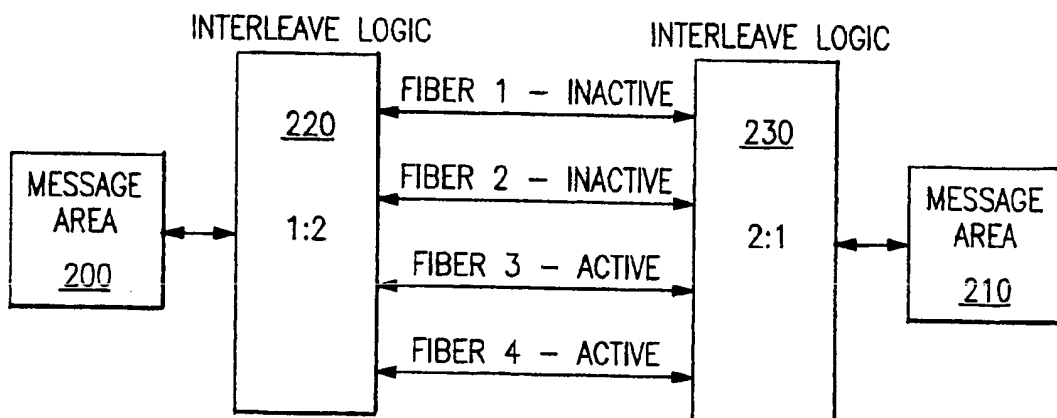 INTERLEAVE LOGIC
INTERLEAVE LOGIC
FIBER 1 – INACTIVE
220
230
FIBER 2 – INACTIVE
MESSAGE
AREA
200
1:2
2:1
MESSAGE
AREA
210
FIBER 3 – ACTIVE
FIBER 4 – ACTIVE